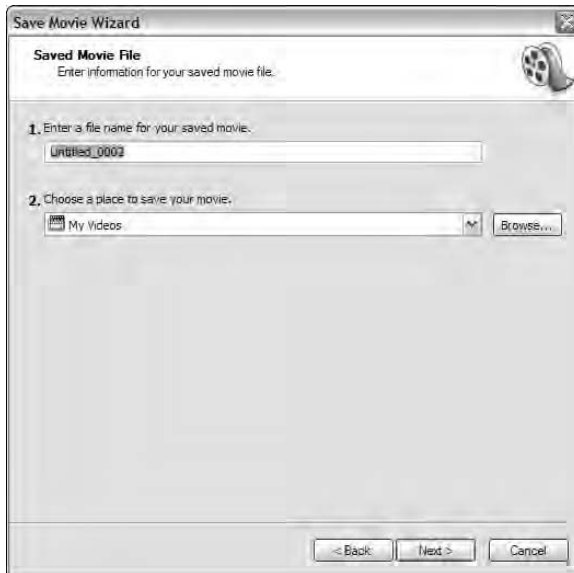 Save Movie Wizard
Saved Movie File
Enter information for your saved movie file.
1. Enter a file name for your saved movie.
Untitled_0002
2. Choose a place to save your movie.
My Videos
Browse...
< Back
Next >
Cancel